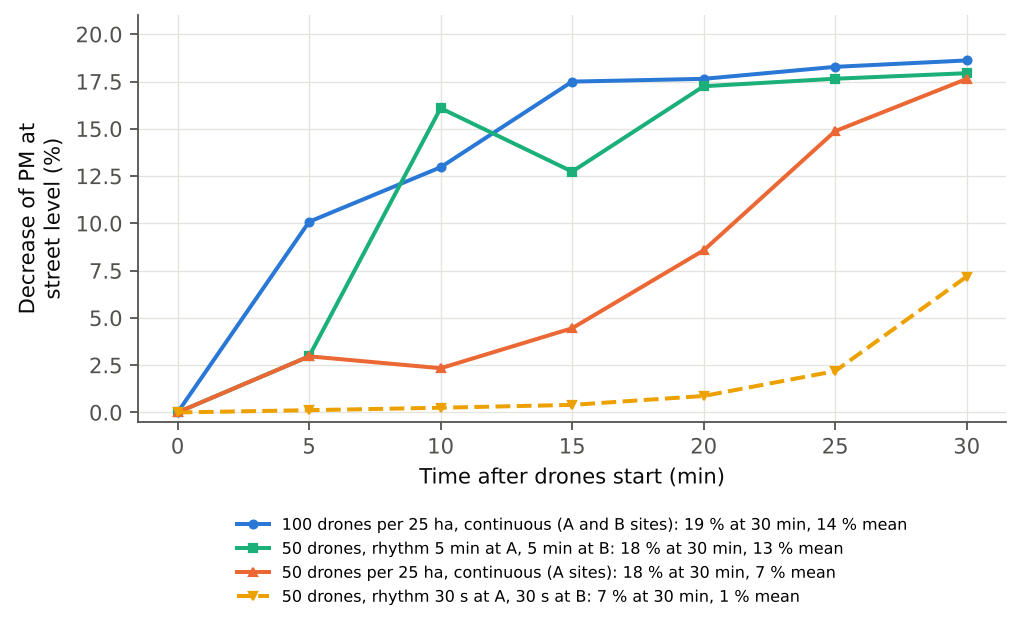 20.0
17.5
15.0
12.5
10.0
7.5
5.0
2.5
0.0
Decrease of PM at
street level (%)
0 5 10 15 20 25 30
Time after drones start (min)
100 drones per 25 ha, continuous (A and B sites): 19 % at 30 min, 14 % mean
50 drones, rhythm 5 min at A, 5 min at B: 18 % at 30 min, 13 % mean
50 drones per 25 ha, continuous (A sites): 18 % at 30 min, 7 % mean
50 drones, rhythm 30 s at A, 30 s at B: 7 % at 30 min, 1 % mean